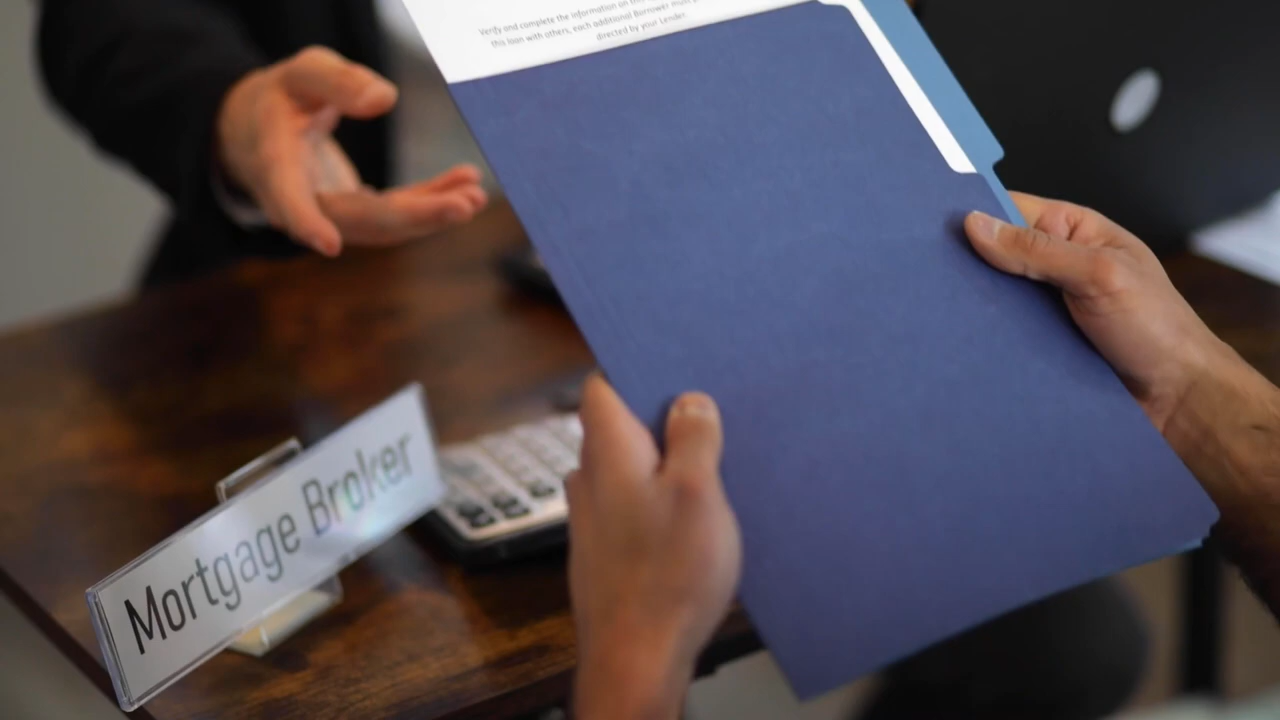 Verify and complete the information on this
this loan with others, each additional Borrower must
directed by your Lender.
Mortgage Broker